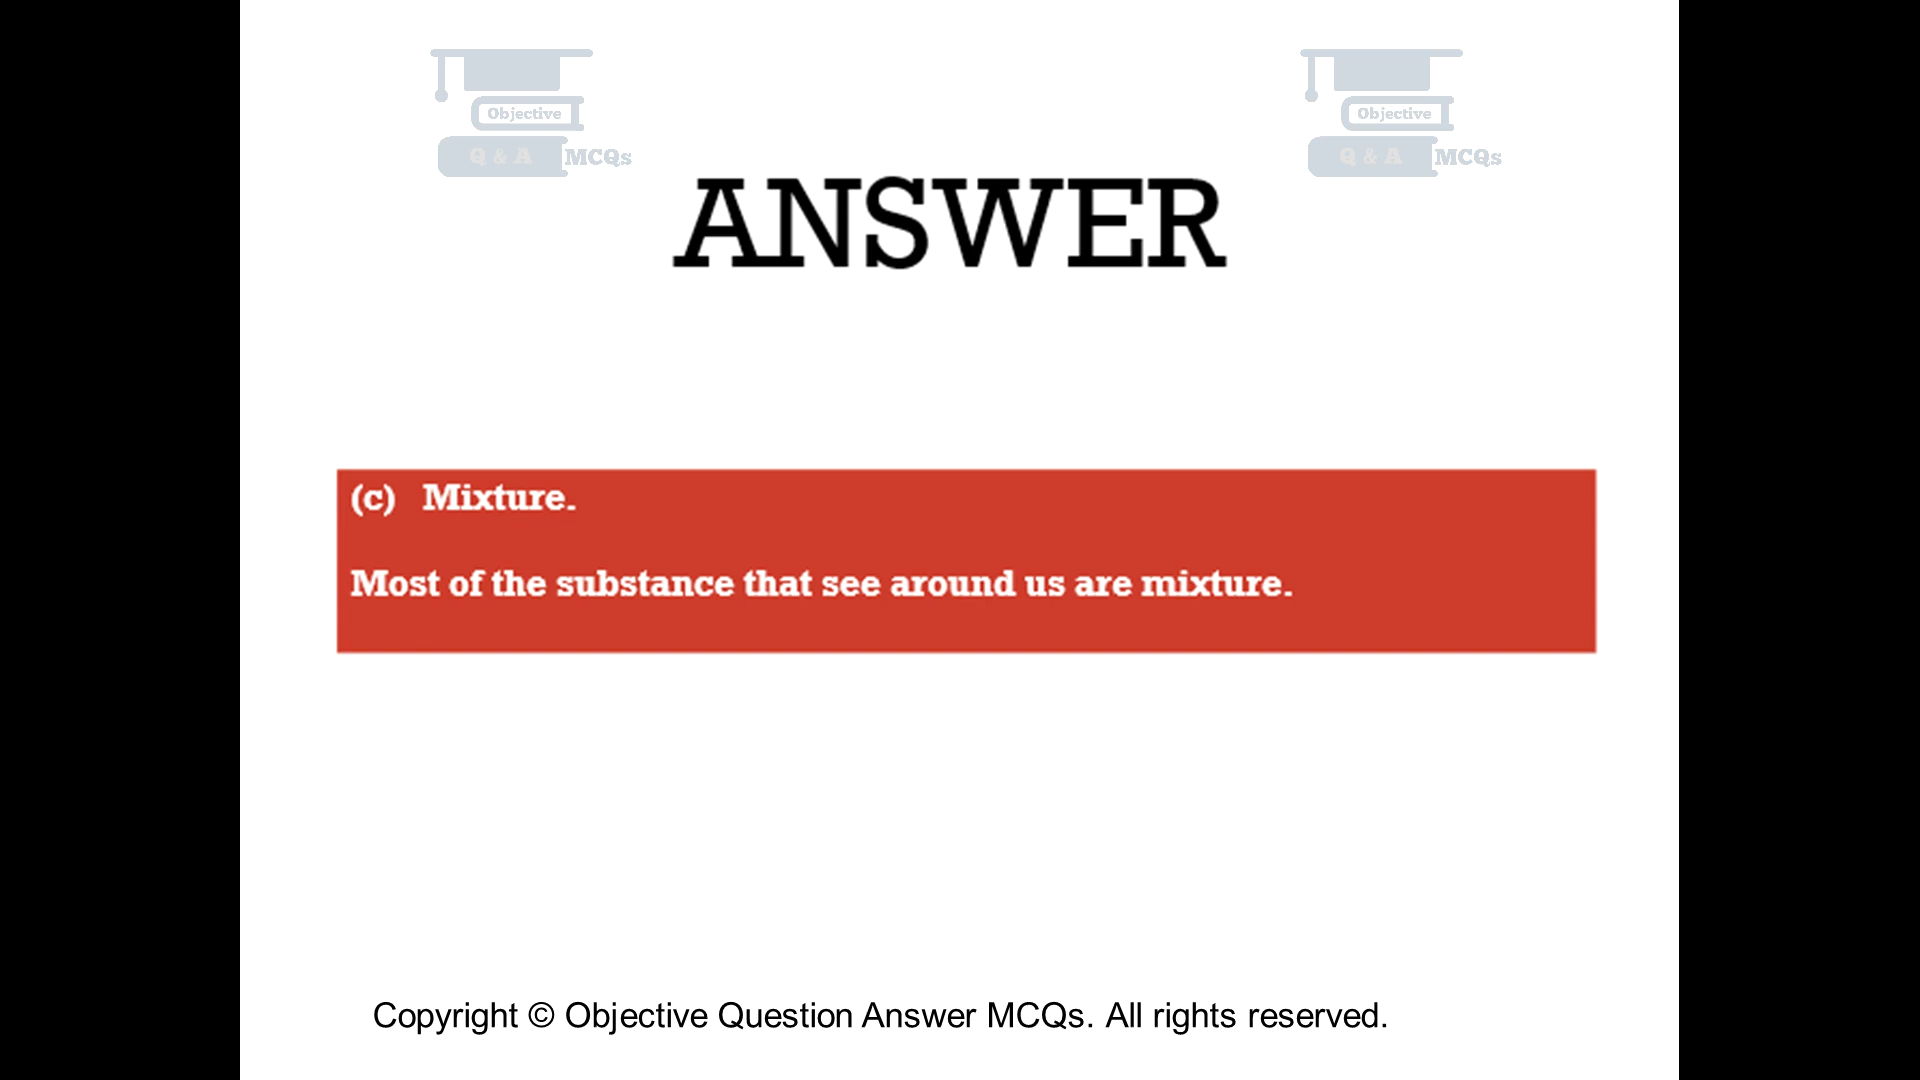 Objective
Q & A MCQs
Objective
Q & A MCQs
ANSWER
(c) Mixture.
Most of the substance that see around us are mixture.
Copyright © Objective Question Answer MCQs. All rights reserved.